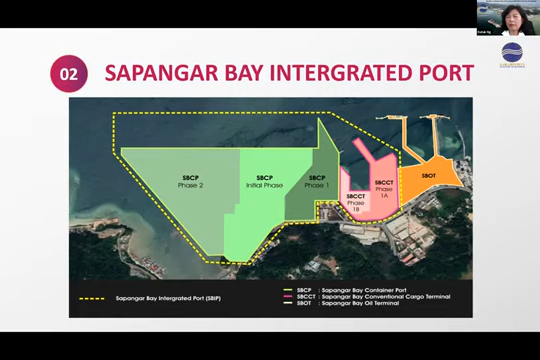 02
SAPANGAR BAY INTERGRATED PORT
SBCP
Phase 2
SBCP
Initial Phase
SBCP
Phase 1
SBCCT
Phase
1B
SBCCT
Phase
1A
SBOT
Sapangar Bay Intergrated Port (SBIP)
SBCP : Sapangar Bay Container Port
SBCCT : Sapangar Bay Conventional Cargo Terminal
SBOT : Sapangar Bay Oil Terminal